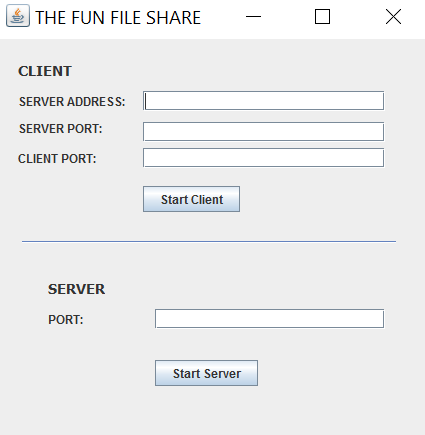 THE FUN FILE SHARE
CLIENT
SERVER ADDRESS:
SERVER PORT:
CLIENT PORT:
Start Client
SERVER
PORT:
Start Server